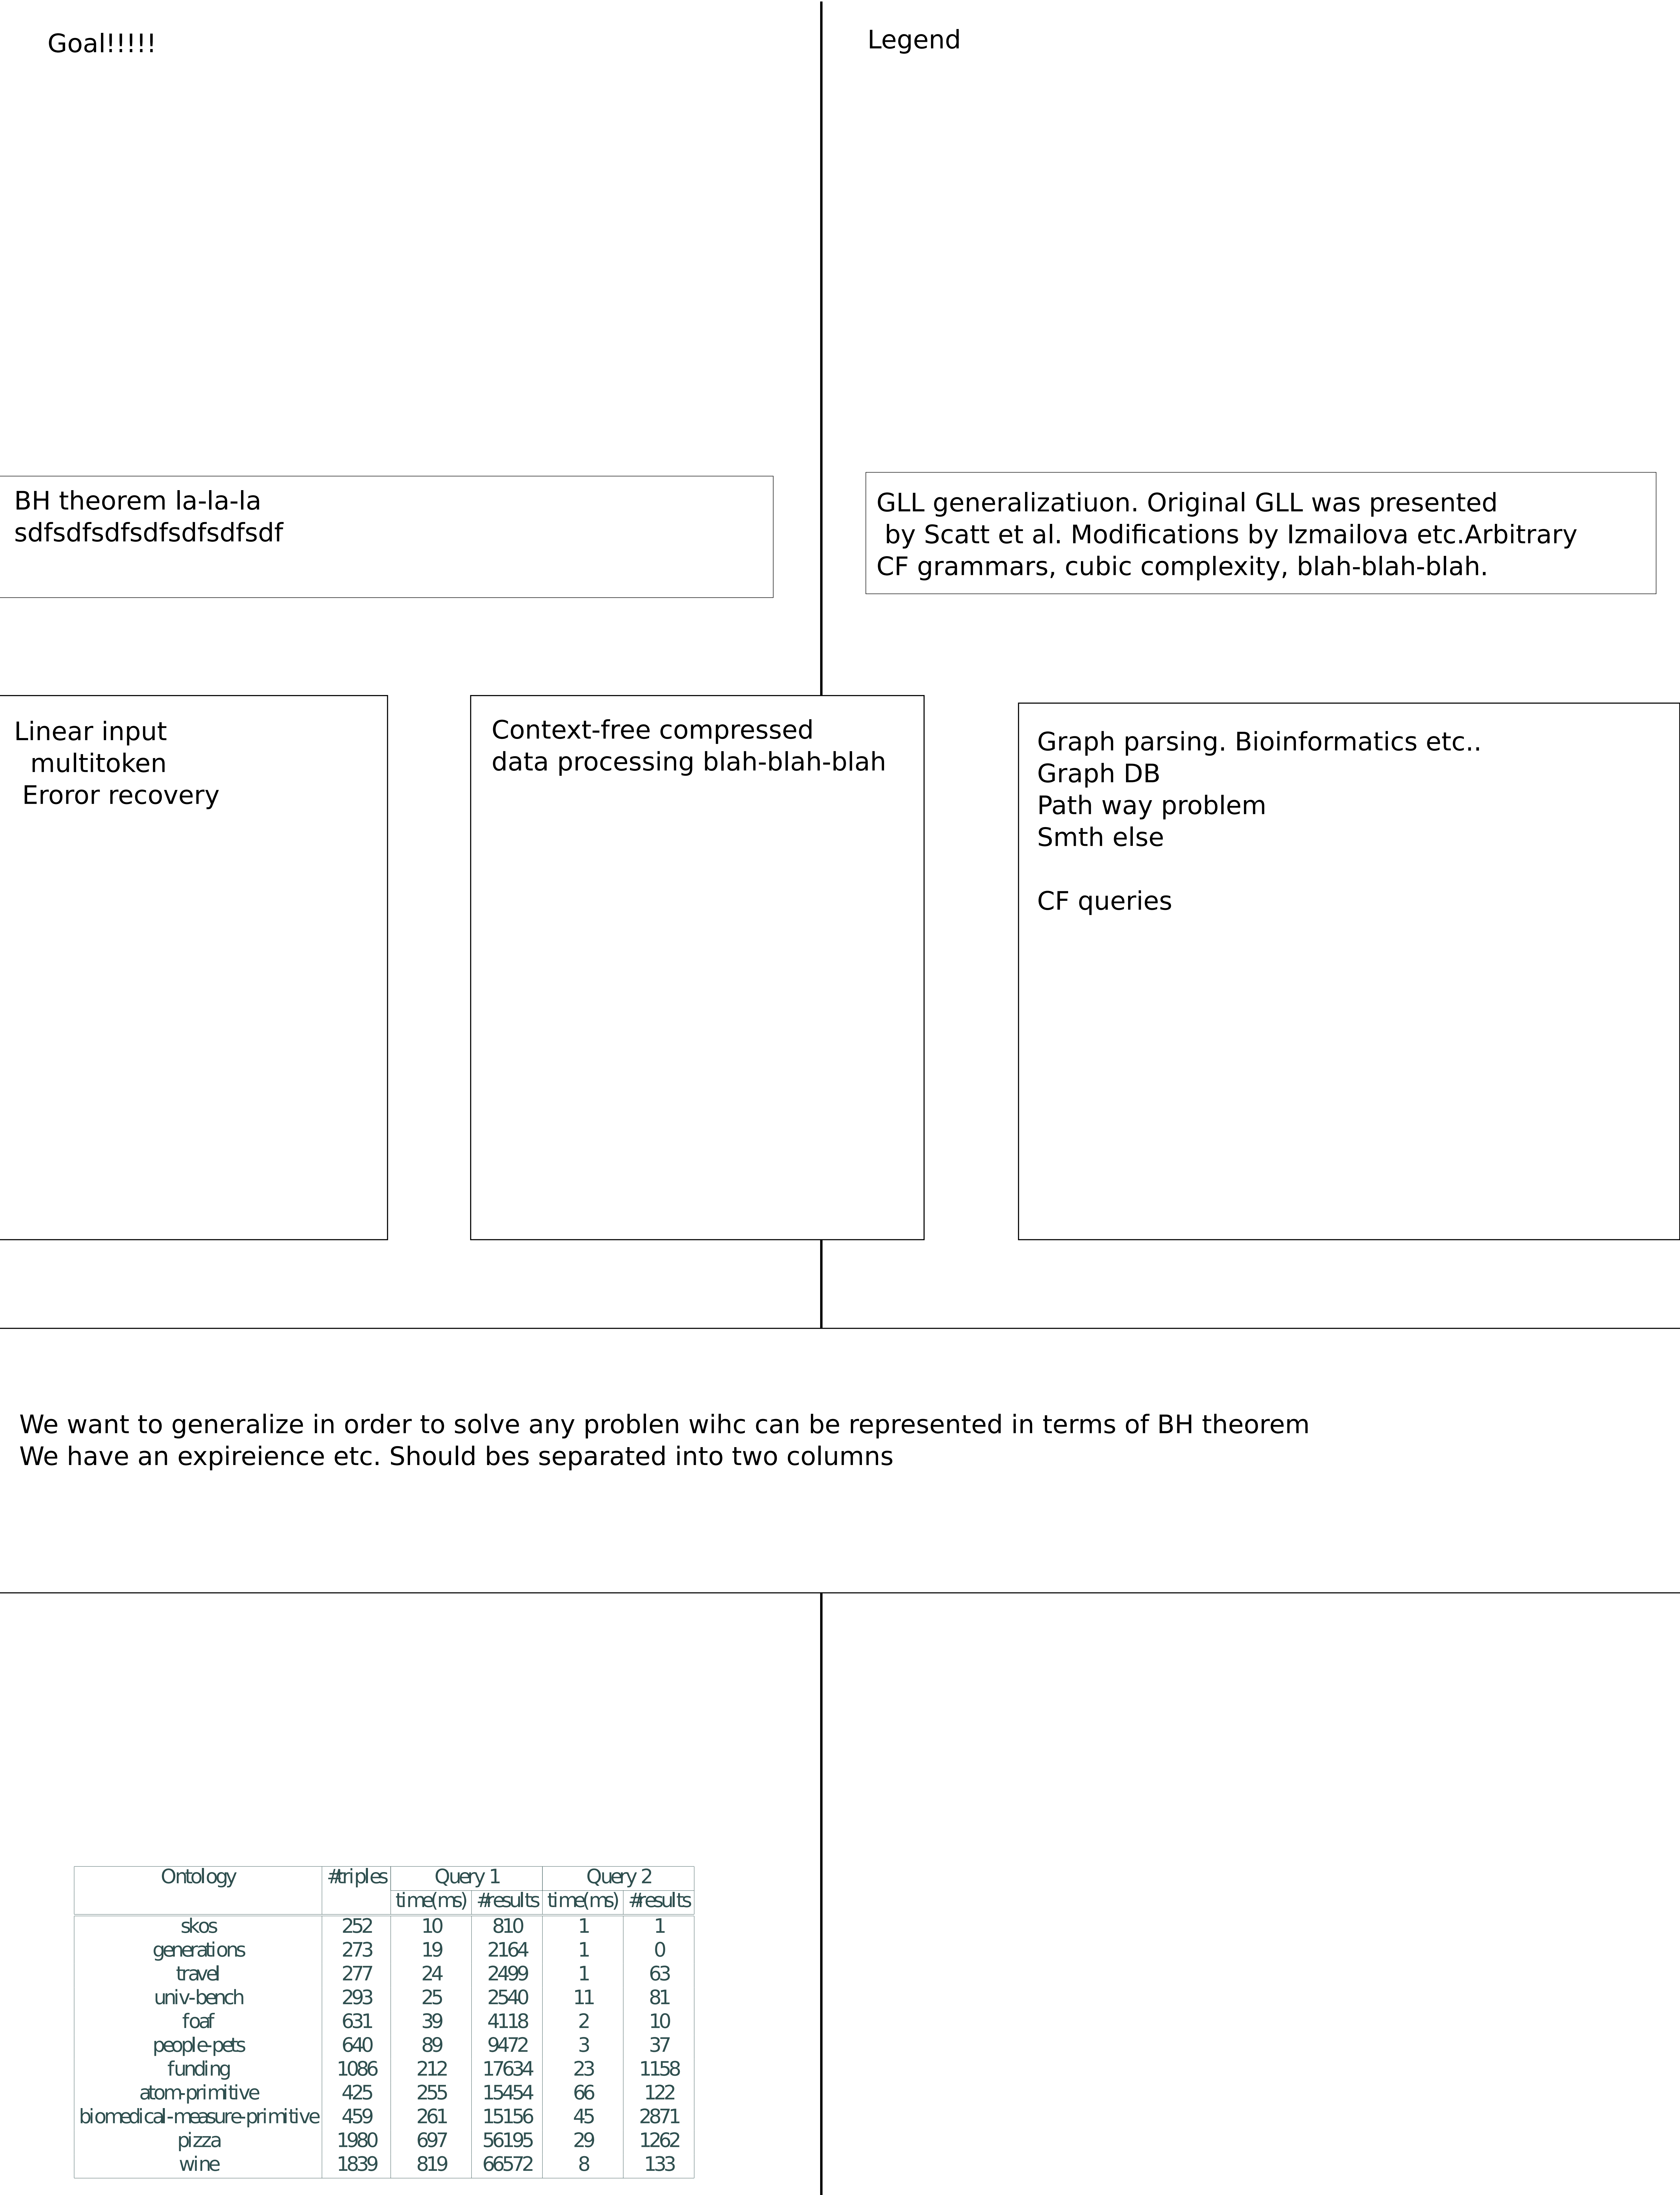 Goal!!!!!
Legend
BH theorem la-la-la
sdfsdfsdfsdfsdfsdfsdf
GLL generalizatiuon. Original GLL was presented
by Scatt et al. Modifications by Izmailova etc.Arbitrary
CF grammars, cubic complexity, blah-blah-blah.
Linear input
multitoken
Eroror recovery
Context-free compressed
data processing blah-blah-blah
Graph parsing. Bioinformatics etc..
Graph DB
Path way problem
Smth else
CF queries
We want to generalize in order to solve any problen wihc can be represented in terms of BH theorem
We have an expireience etc. Should bes separated into two columns
Ontology #triples Query 1 Query 2
time(ms) #results time(ms) #results
skos 252 10 810 1 1
generations 273 19 2164 1 0
travel 277 24 2499 1 63
univ-bench 293 25 2540 11 81
foaf 631 39 4118 2 10
people-pets 640 89 9472 3 37
funding 1086 212 17634 23 1158
atom-primitive 425 255 15454 66 122
biomedical-measure-primitive 459 261 15156 45 2871
pizza 1980 697 56195 29 1262
wine 1839 819 66572 8 133